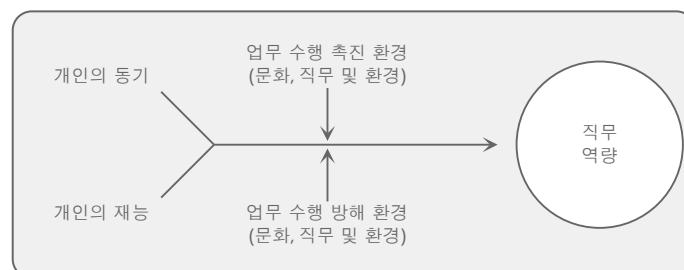 개인의 동기
업무 수행 촉진 환경
(문화, 직무 및 환경)
직무
역량
개인의 재능
업무 수행 방해 환경
(문화, 직무 및 환경)